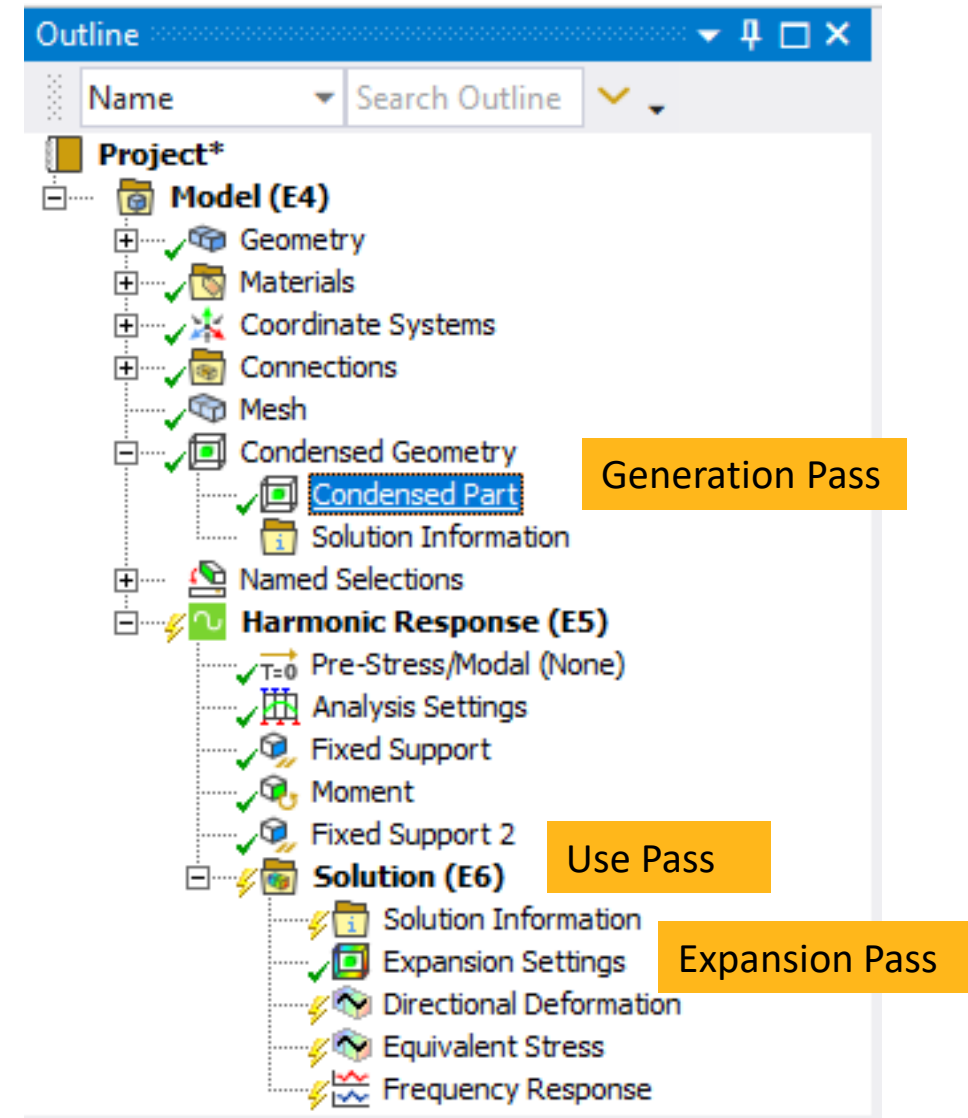 Outline
Name Search Outline
Project*
Model (E4)
Geometry
Materials
Coordinate Systems
Connections
Mesh
Condensed Geometry
Generation Pass
Condensed Part
Solution Information
Named Selections
Harmonic Response (E5)
T=0 Pre-Stress/Modal (None)
Analysis Settings
Fixed Support
Moment
Fixed Support 2
Use Pass
Solution (E6)
Solution Information
Expansion Settings Expansion Pass
Directional Deformation
Equivalent Stress
Frequency Response